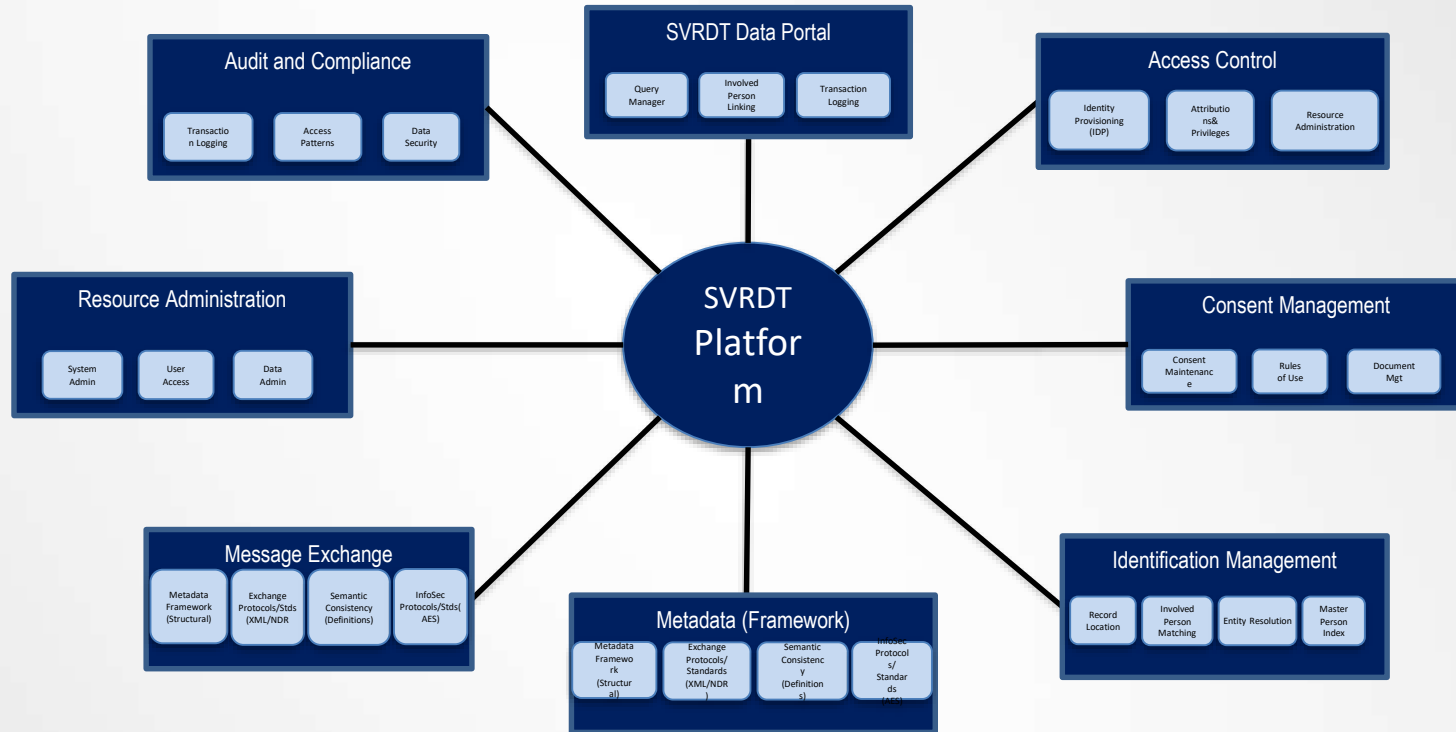 SVRDT Data Portal
Query
Manager
Involved
Person
Linking
Transaction
Logging
Audit and Compliance
Transactio
n Logging
Access
Patterns
Data
Security
Access Control
Identity
Provisioning
(IDP)
Attributio
ns&
Privileges
Resource
Administration
SVRDT
Platfor
m
Resource Administration
System
Admin
User
Access
Data
Admin
Consent Management
Consent
Maintenanc
e
Rules
of Use
Document
Mgt
Message Exchange
Metadata
Framework
(Structural)
Exchange
Protocols/Stds
(XML/NDR
Semantic
Consistency
(Definitions)
InfoSec
Protocols/Stds(
AES)
Metadata (Framework)
Metadata
Framewo
rk
(Structur
al)
Exchange
Protocols/
Standards
(XML/NDR
)
Semantic
Consistenc
y
(Definition
s)
InfoSec
Protocol
s/
Standar
ds
(AES)
Identification Management
Record
Location
Involved
Person
Matching
Entity Resolution
Master
Person
Index